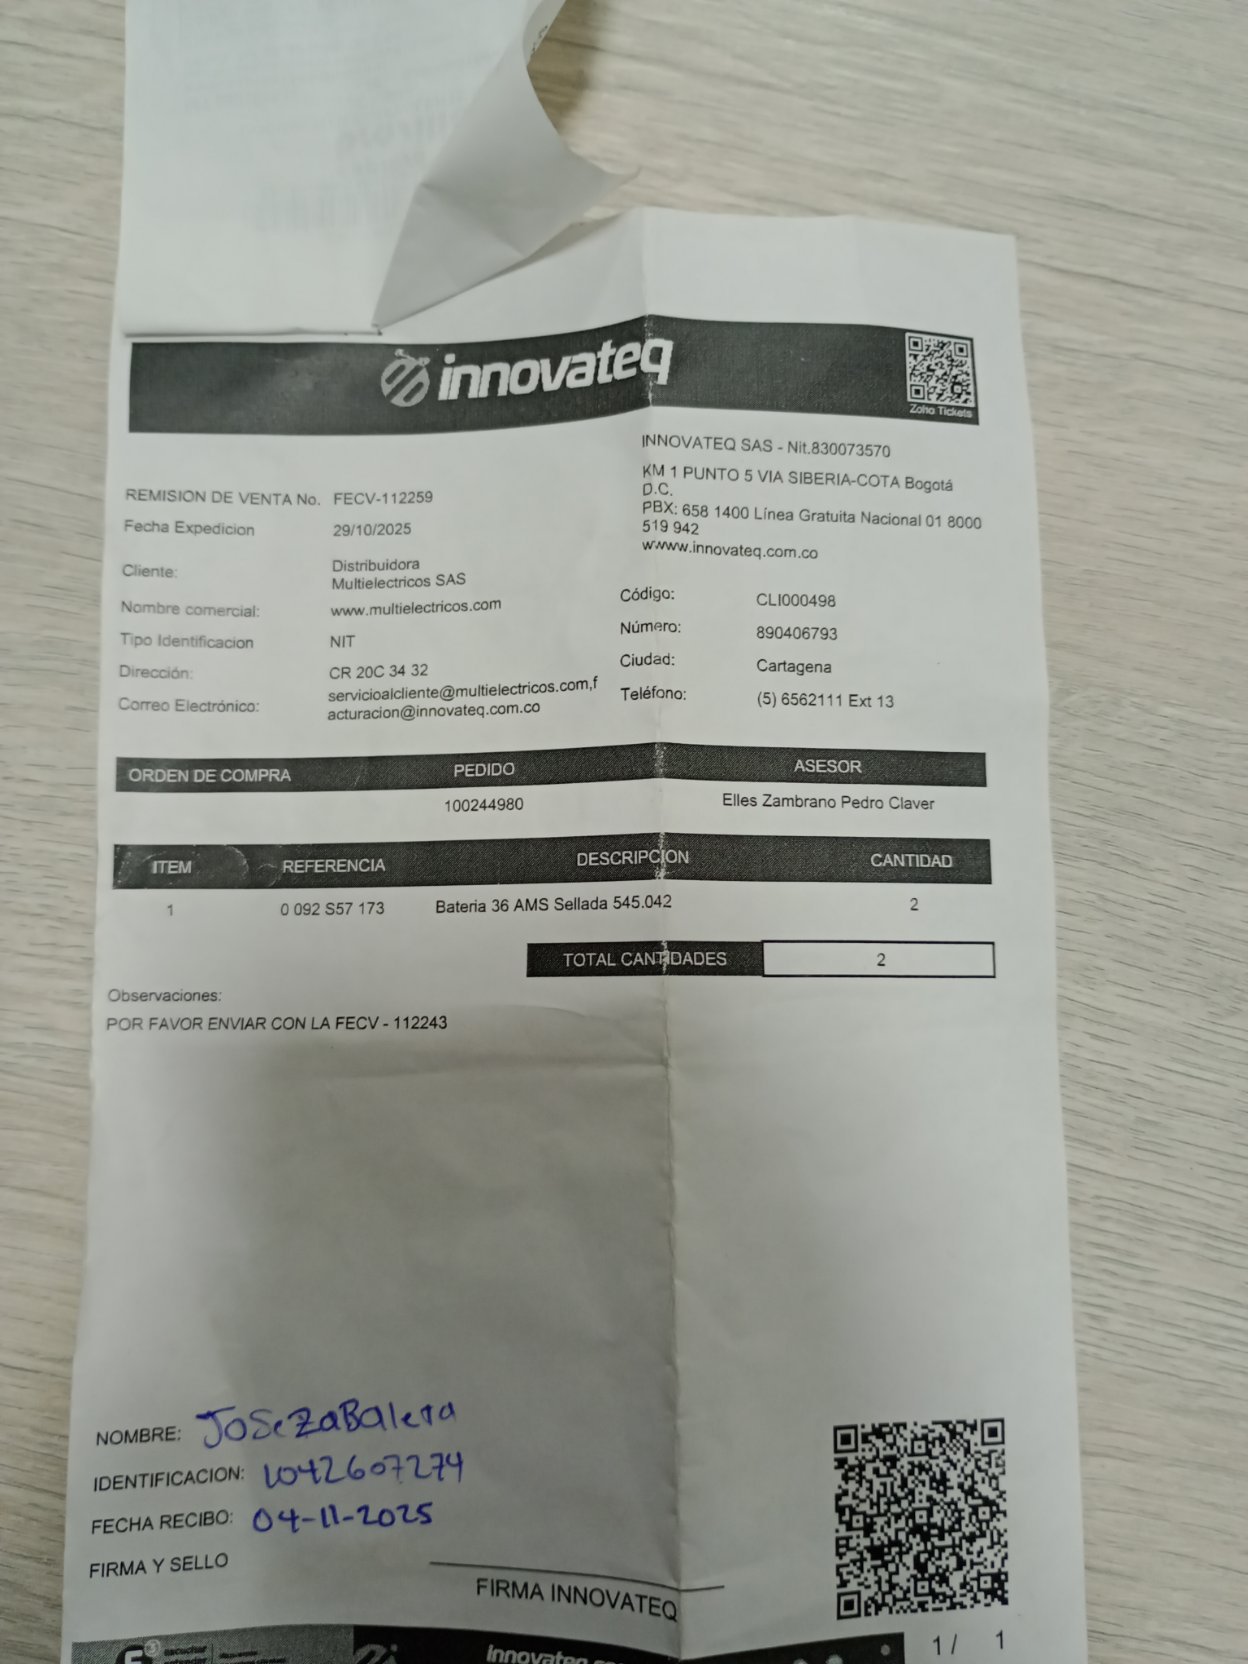 innovateq
Zoho Tickets
INNOVATEQ SAS - Nit.830073570
KM 1 PUNTO 5 VIA SIBERIA-COTA Bogotá
D.C.
PBX: 658 1400 Línea Gratuita Nacional 01 8000
519 942
www.innovateq.com.co
REMISION DE VENTA No. FECV-112259
Fecha Expedicion 29/10/2025
Cliente: Distribuidora
Multielectricos SAS
Nombre comercial: www.multielectricos.com
Tipo Identificacion NIT
Dirección: CR 20C 34 32
Correo Electrónico: servicioalcliente@multielectricos.com,f
acturacion@innovateq.com.co
Código: CLI000498
Número: 890406793
Ciudad: Cartagena
Teléfono: (5) 6562111 Ext 13
ORDEN DE COMPRA PEDIDO ASESOR
100244980 Elles Zambrano Pedro Claver
ITEM REFERENCIA DESCRIPCION CANTIDAD
1 0 092 S57 173 Bateria 36 AMS Sellada 545.042 2
TOTAL CANTIDADES 2
Observaciones:
POR FAVOR ENVIAR CON LA FECV - 112243
NOMBRE: JoSeZaBaleta
IDENTIFICACION: 1042607274
FECHA RECIBO: 04-11-2025
FIRMA Y SELLO
FIRMA INNOVATEQ
1 / 1